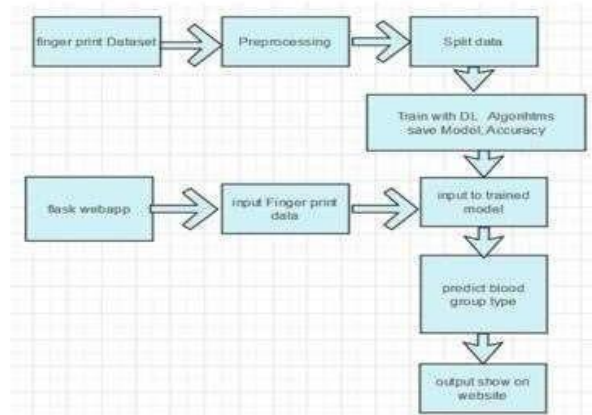 finger print Dataset
Preprocessing
Split data
Train with DL Algorihtms
save Model, Accuracy
flask webapp
input Finger print
data
input to trained
model
predict blood
group type
output show on
website